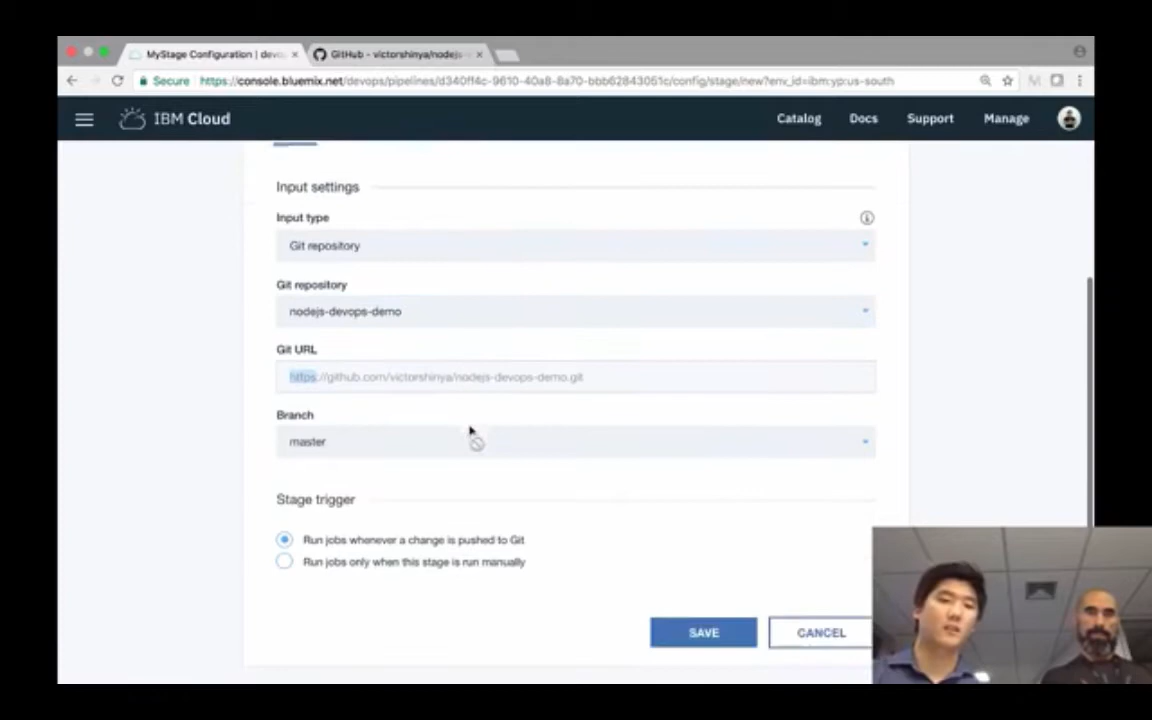 MyStage Configuration | devo
GitHub - victorshinya/nodejs-
Secure https://console.bluemix.net/devops/pipelines/d340ff4c-9610-40a8-8a70-bbb62843061c/config/stage/new?env_id=ibm:yp:us-south
IBM Cloud Catalog Docs Support Manage
Input settings
Input type
Git repository
Git repository
nodejs-devops-demo
Git URL
https://github.com/victorshinya/nodejs-devops-demo.git
Branch
master
Stage trigger
Run jobs whenever a change is pushed to Git
Run jobs only when this stage is run manually
SAVE CANCEL